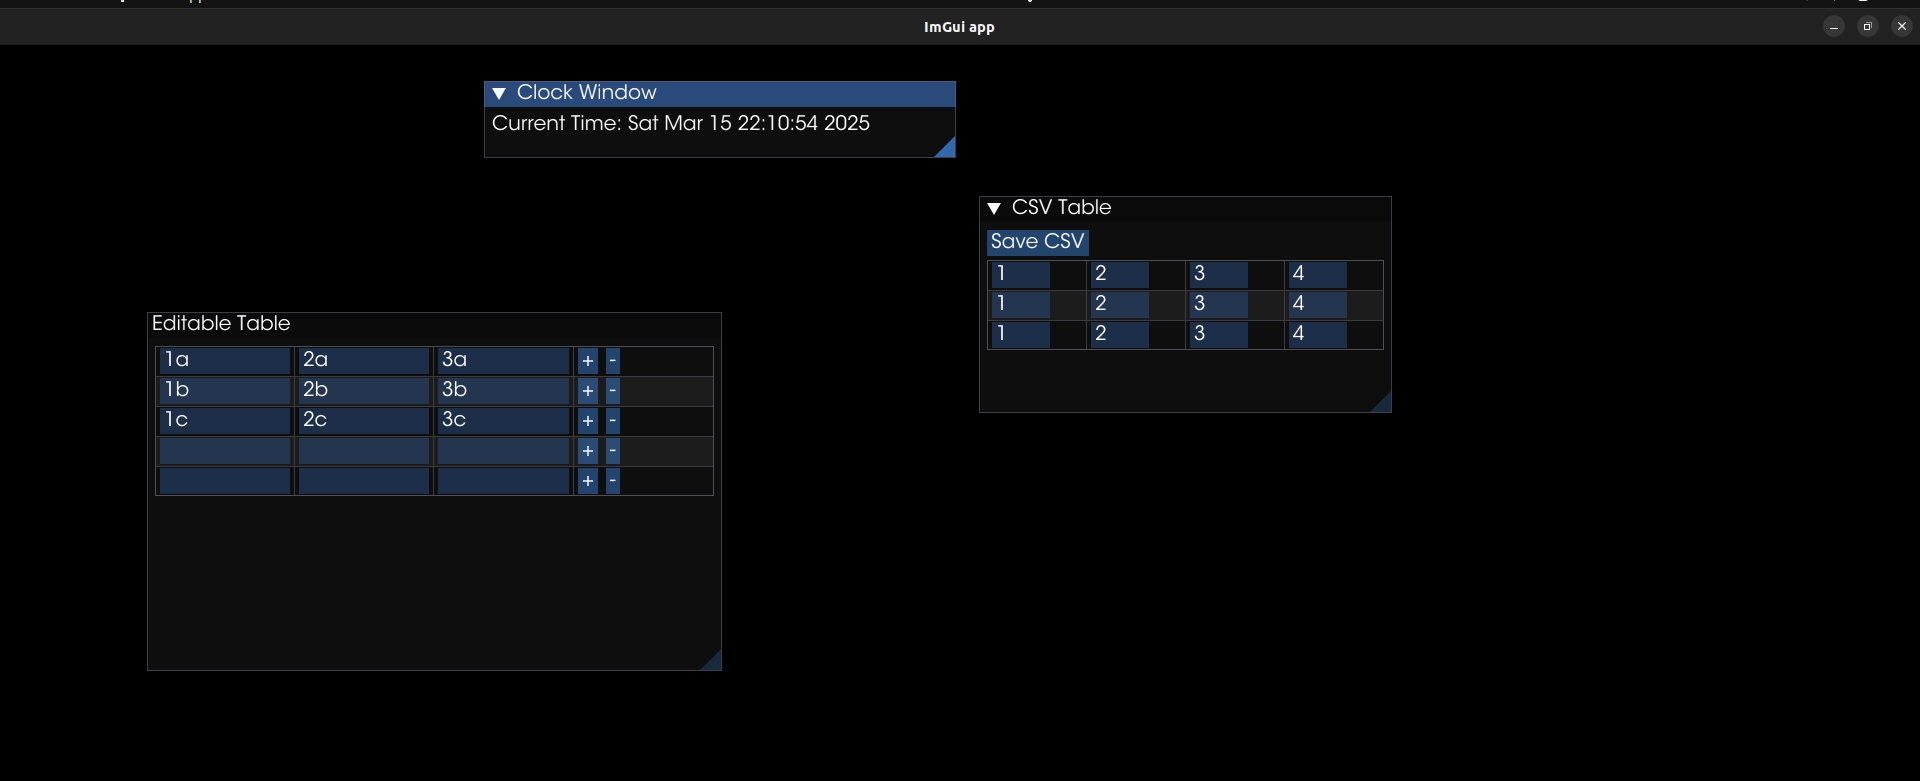 ImGui app
Clock Window
Current Time: Sat Mar 15 22:10:54 2025
CSV Table
Save CSV
1 2 3 4
1 2 3 4
1 2 3 4
Editable Table
1a 2a 3a + -
1b 2b 3b + -
1c 2c 3c + -
+ -
+ -